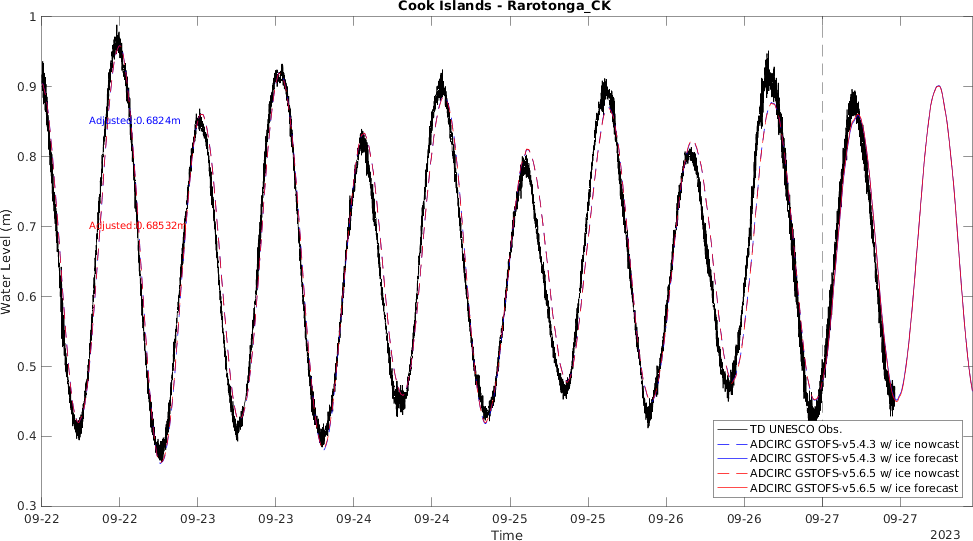 Cook Islands - Rarotonga_CK
1
0.9
0.8
0.7
0.6
0.5
0.4
0.3
Water Level (m)
Adjusted:0.6824m
Adjusted:0.68532m
TD UNESCO Obs.
ADCIRC GSTOFS-v5.4.3 w/ ice nowcast
ADCIRC GSTOFS-v5.4.3 w/ ice forecast
ADCIRC GSTOFS-v5.6.5 w/ ice nowcast
ADCIRC GSTOFS-v5.6.5 w/ ice forecast
09-22 09-22 09-23 09-23 09-24 09-24 09-25 09-25 09-26 09-26 09-27 09-27
Time
2023